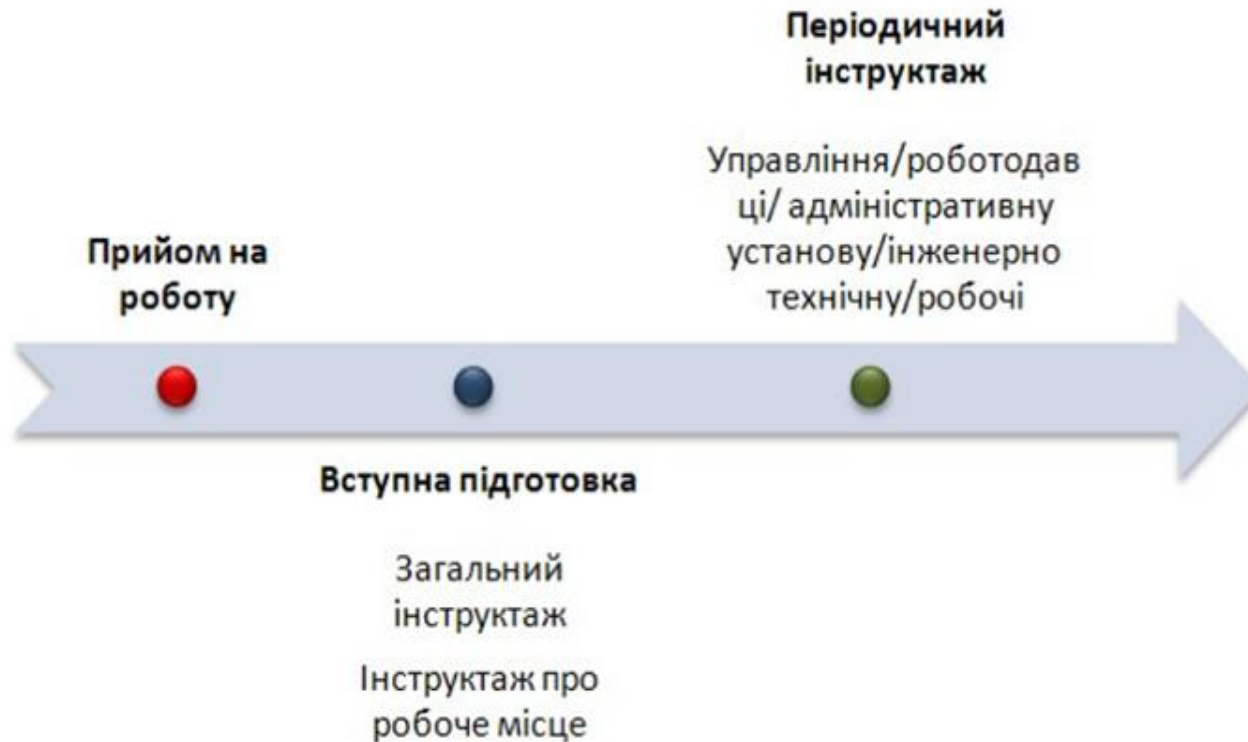 Періодичний
інструктаж
Управління/роботодав
ці/ адміністративну
установу/інженерно
технічну/робочі
Прийом на
роботу
Вступна підготовка
Загальний
інструктаж
Інструктаж про
робоче місце